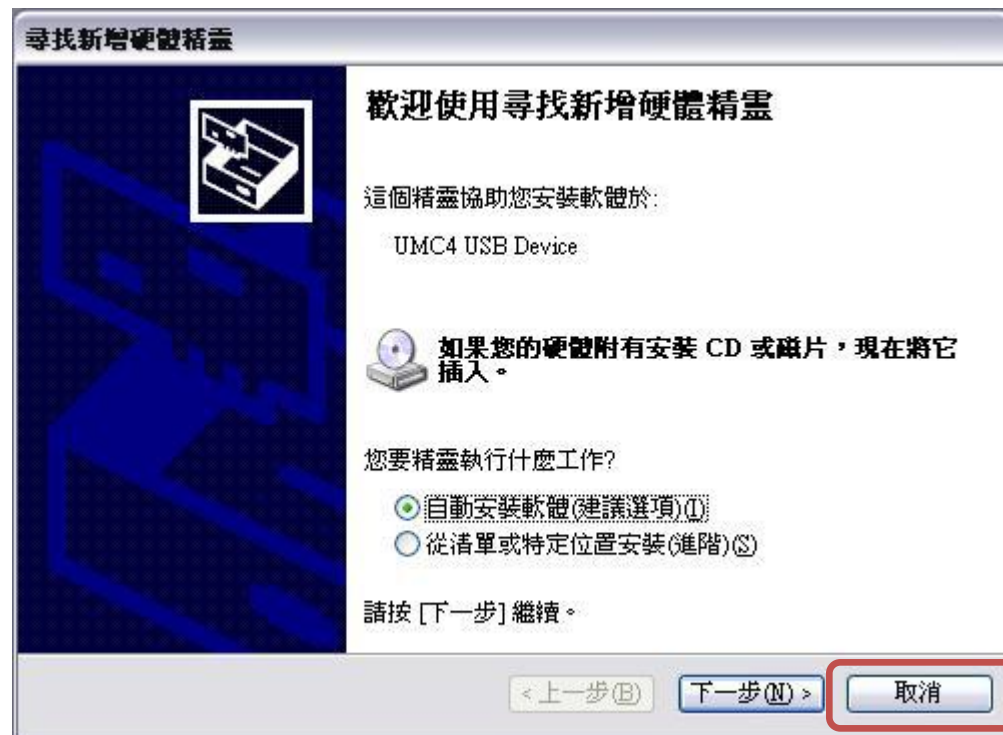 尋找新增硬體精靈
歡迎使用尋找新增硬體精靈
這個精靈協助您安裝軟體於:
UMC4 USB Device
如果您的硬體附有安裝 CD 或磁片，現在將它
插入。
您要精靈執行什麼工作?
自動安裝軟體(建議選項)(I)
從清單或特定位置安裝(進階)(S)
請按 [下一步] 繼續。
< 上一步(B) 下一步(N) > 取消